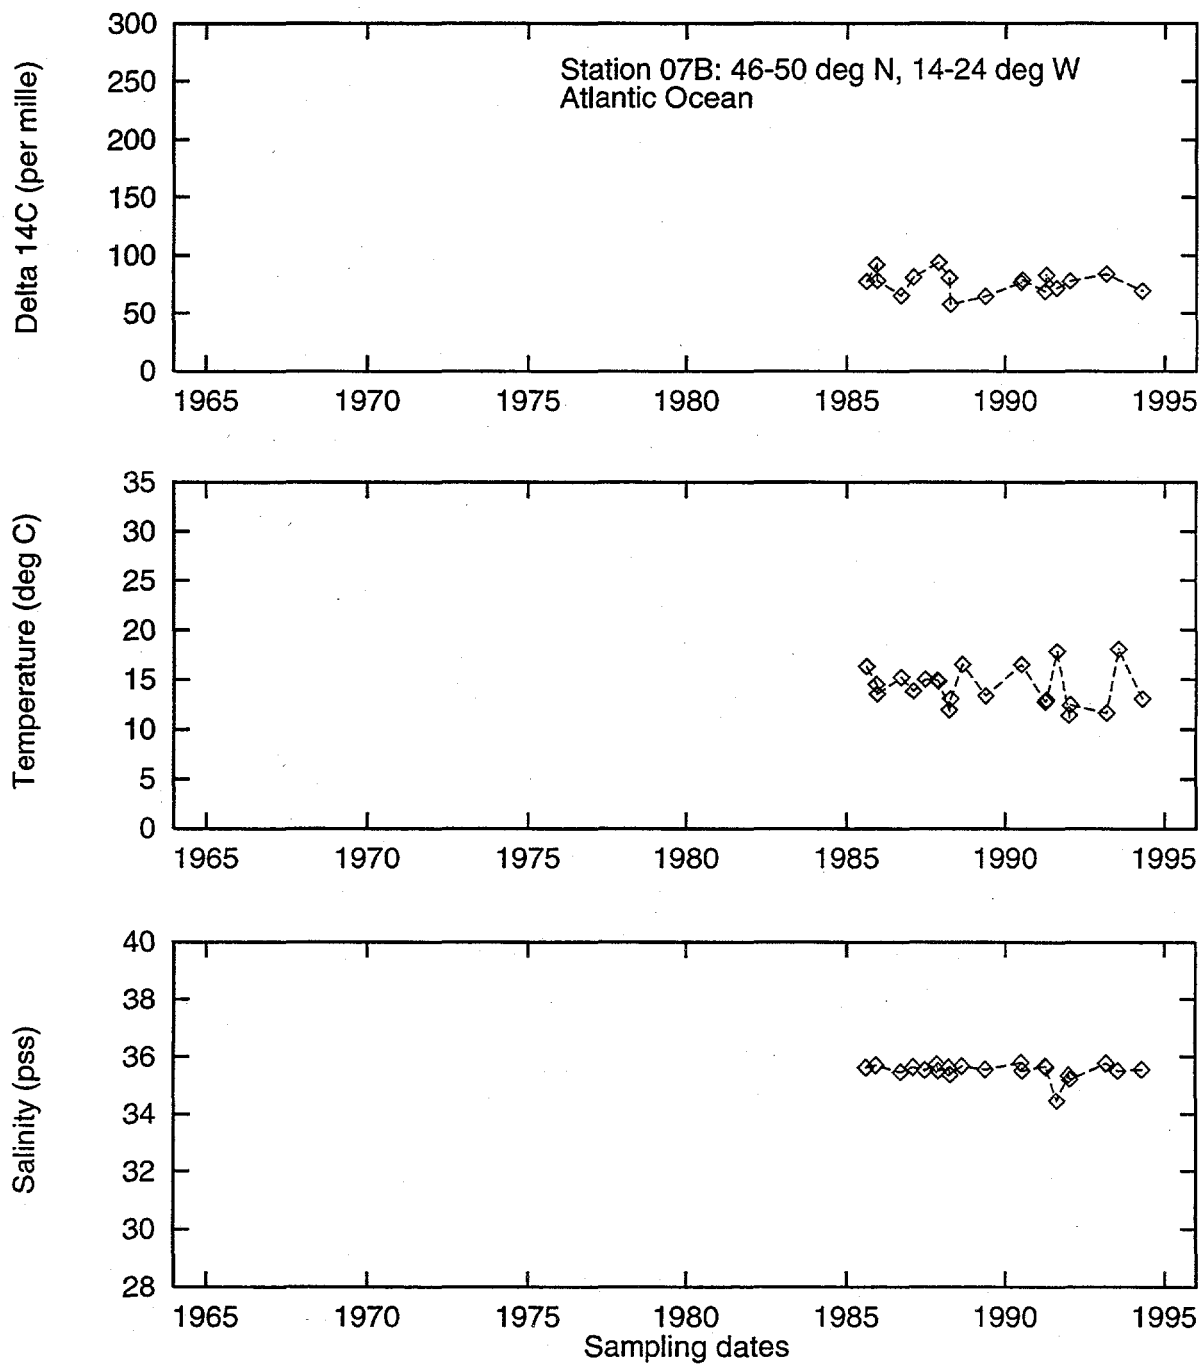 300
Station 07B: 46-50 deg N, 14-24 deg W
250
Atlantic Ocean
200
150
100
50
0
Delta 14C (per mille)
1965 1970 1975 1980 1985 1990 1995
35
30
25
20
15
10
5
0
Temperature (deg C)
1965 1970 1975 1980 1985 1990 1995
40
38
36
34
32
30
28
Salinity (pss)
1965 1970 1975 1980 1985 1990 1995
Sampling dates